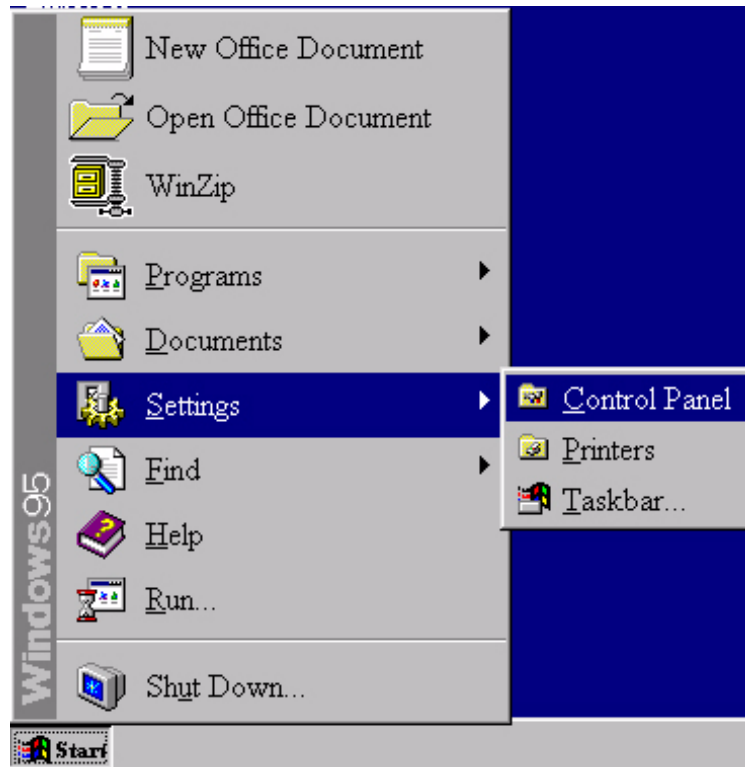 New Office Document
Open Office Document
WinZip
Programs
Documents
Settings
Control Panel
Find
Printers
Taskbar...
Help
Run...
Shut Down...
Windows95
Start